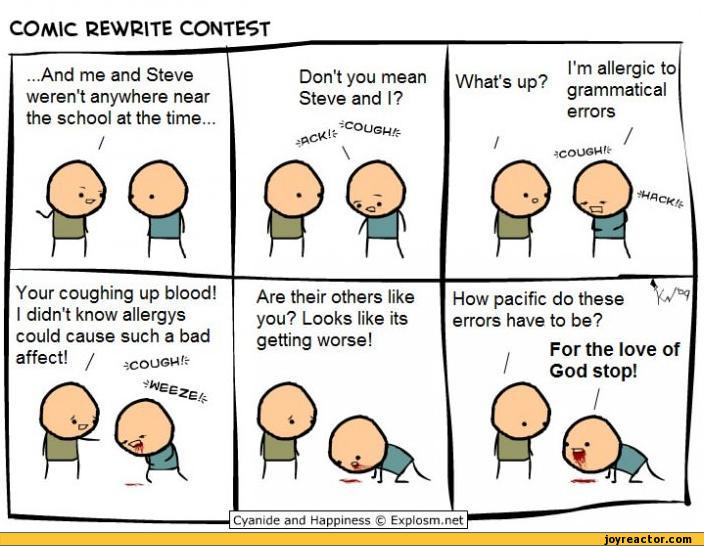 COMIC REWRITE CONTEST
...And me and Steve
weren't anywhere near
the school at the time...
Don't you mean
Steve and I?
ACK!
COUGH!
What's up?
I'm allergic to
grammatical
errors
COUGH!
HACK!
Your coughing up blood!
I didn't know allergys
could cause such a bad
affect!
COUGH!
WEEZE!
Are their others like
you? Looks like its
getting worse!
How pacific do these
errors have to be?
For the love of
God stop!
Cyanide and Happiness © Explosm.net
joyreactor.com